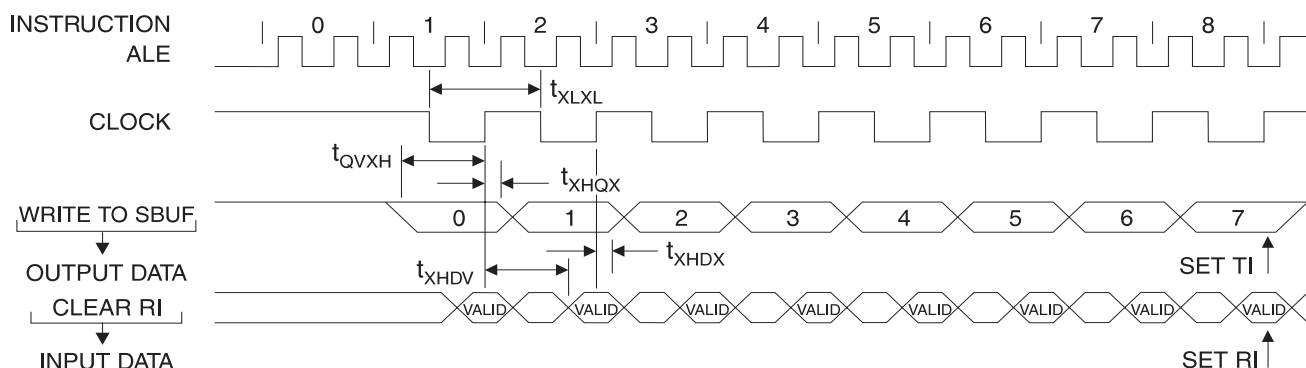 INSTRUCTION 0 1 2 3 4 5 6 7 8
ALE
tXLXL
CLOCK
tQVXH
tXHQX
WRITE TO SBUF 0 1 2 3 4 5 6 7
tXHDX
OUTPUT DATA SET TI
tXHDV
CLEAR RI VALID VALID VALID VALID VALID VALID VALID VALID
INPUT DATA SET RI